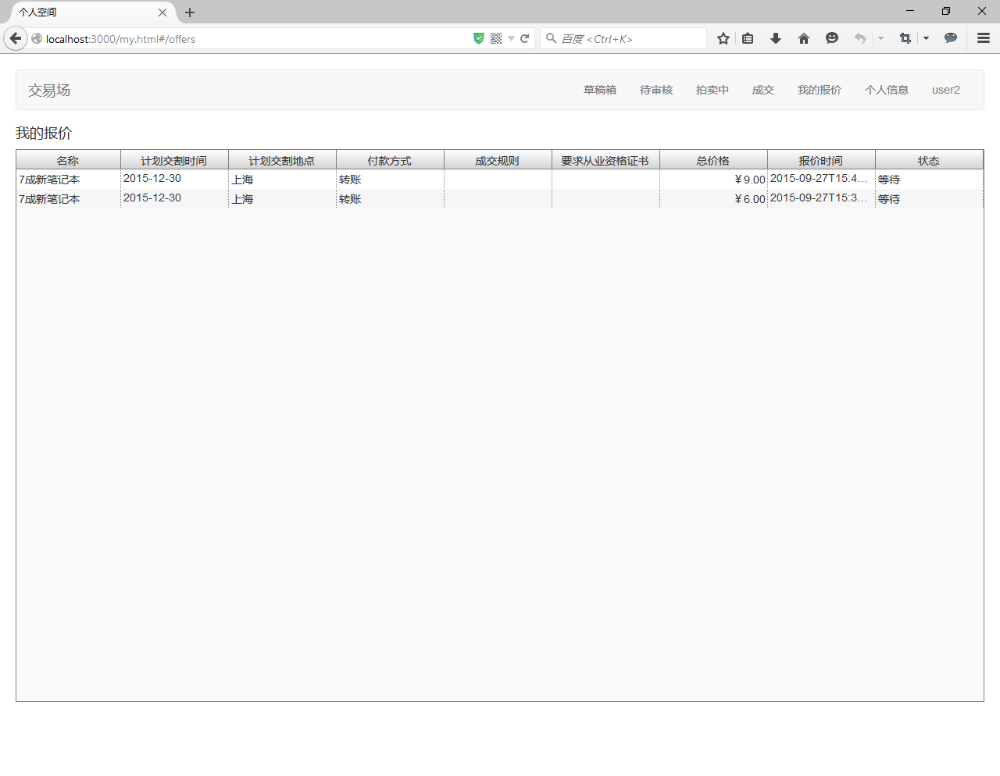 个人空间
localhost:3000/my.html#/offers
百度 <Ctrl+K>
交易场 草稿箱 待审核 拍卖中 成交 我的报价 个人信息 user2
我的报价
名称 计划交割时间 计划交割地点 付款方式 成交规则 要求从业资格证书 总价格 报价时间 状态
7成新笔记本 2015-12-30 上海 转账 ￥9.00 2015-09-27T15:4... 等待
7成新笔记本 2015-12-30 上海 转账 ￥6.00 2015-09-27T15:3... 等待